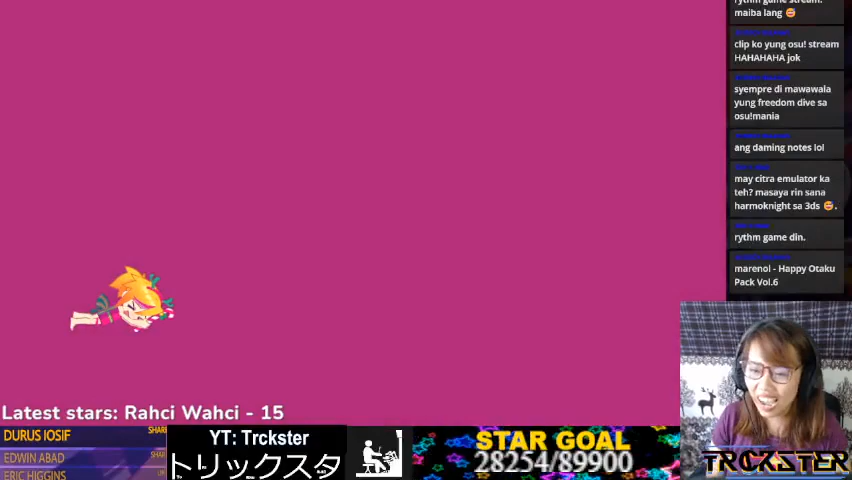 rythm game stream.
maiba lang
clip ko yung osu! stream
HAHAHAHA jok
syempre di mawawala
yung freedom dive sa
osu!mania
ang daming notes lol
may citra emulator ka
teh? masaya rin sana
harmoknight sa 3ds .
rythm game din.
marenol - Happy Otaku
Pack Vol.6
Latest stars: Rahci Wahci - 15
DURUS IOSIF
SHARE
EDWIN ABAD
ERIC HIGGINS
YT: Trckster
トリックスタ
STAR GOAL
28254/89900
TRCKSTER